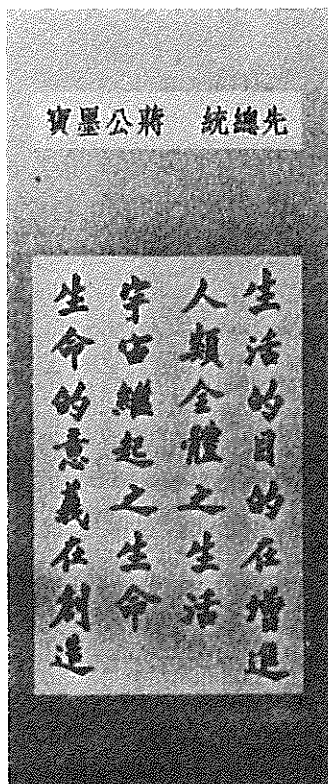 先總統 蔣公墨寶
生活的目的在增進
人類全體之生活
生命的意義在創造
宇宙繼起之生命